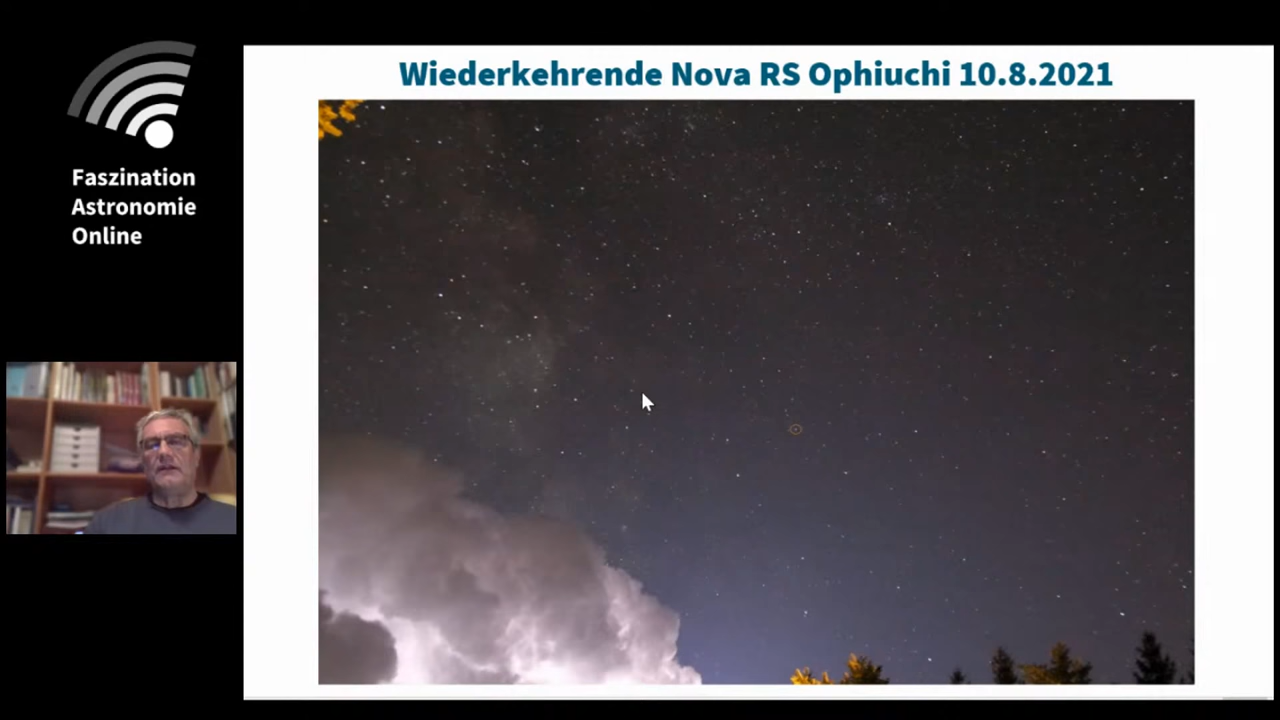 Wiederkehrende Nova RS Ophiuchi 10.8.2021
Faszination
Astronomie
Online